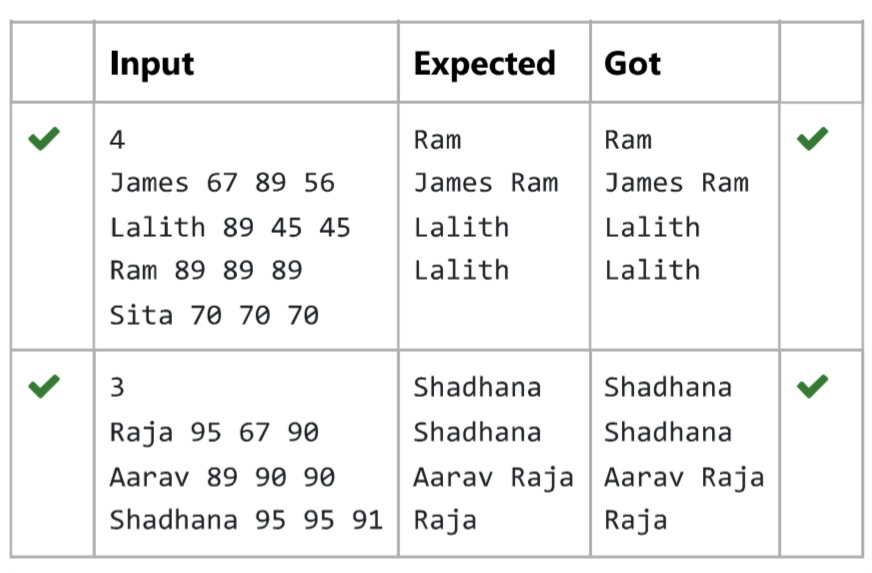 Input Expected Got
4 Ram Ram
James 67 89 56 James Ram James Ram
Lalith 89 45 45 Lalith Lalith
Ram 89 89 89 Lalith Lalith
Sita 70 70 70
3 Shadhana Shadhana
Raja 95 67 90 Shadhana Shadhana
Aarav 89 90 90 Aarav Raja Aarav Raja
Shadhana 95 95 91 Raja Raja